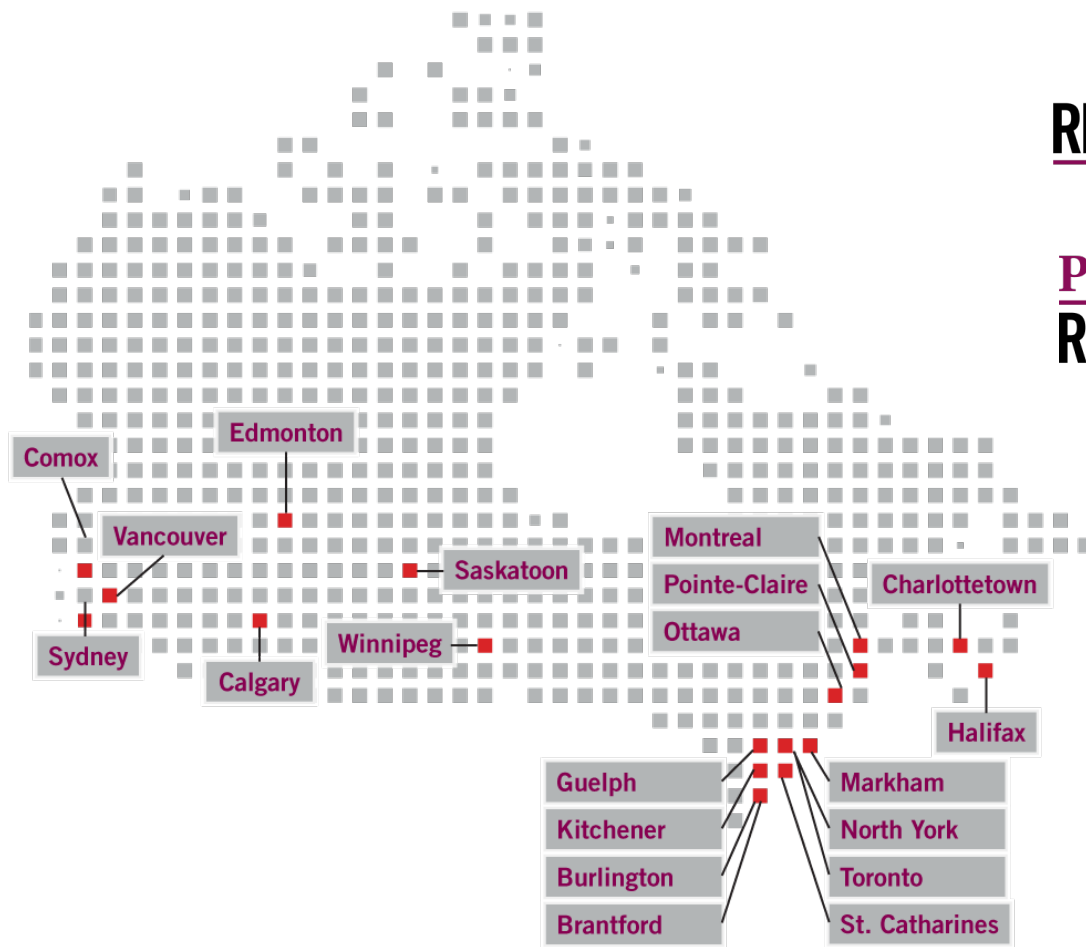 Edmonton
Comox
Vancouver
Saskatoon
Sydney
Calgary
Winnipeg
Montreal
Pointe-Claire
Ottawa
Charlottetown
Halifax
Guelph
Kitchener
Burlington
Brantford
Markham
North York
Toronto
St. Catharines